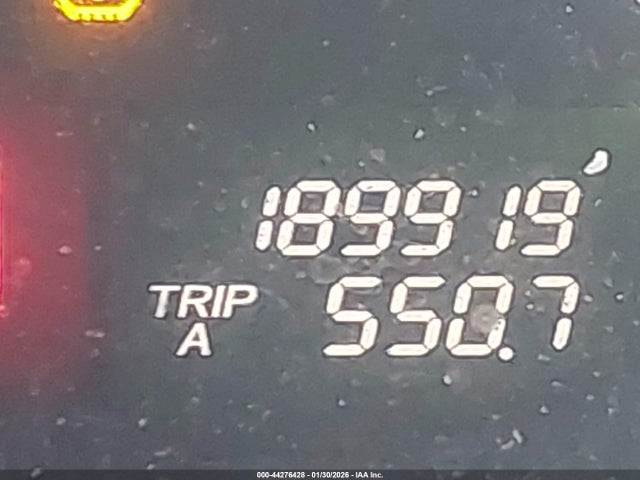 189919
TRIP 550.7
A
000-44276428 - 01/30/2026 - IAA Inc.